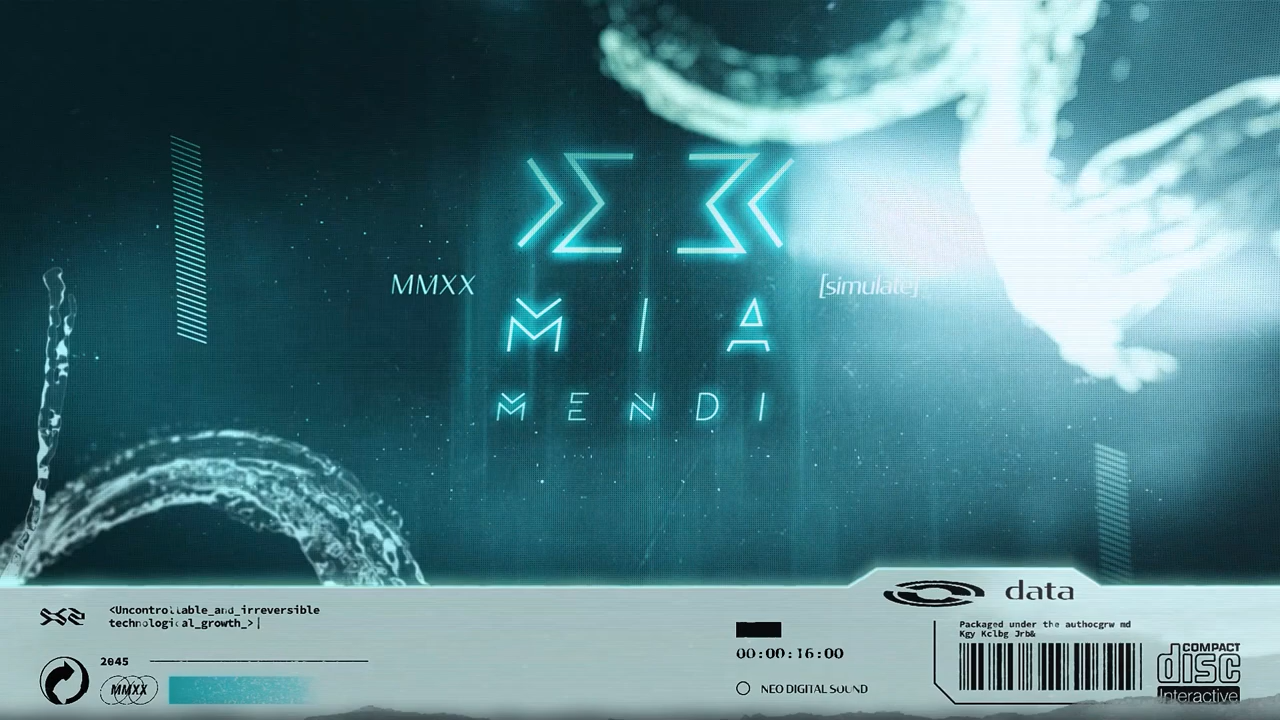 MMXX
[simulate]
MIA
MENDI
data
<Uncontrollable_and_irreversible
technological_growth_>|
Packaged under the authocgrw md
Kgy Kclbg Jrb&
2045
00:00:16:00
MMXX
NEO DIGITAL SOUND
COMPACT
disc
Interactive